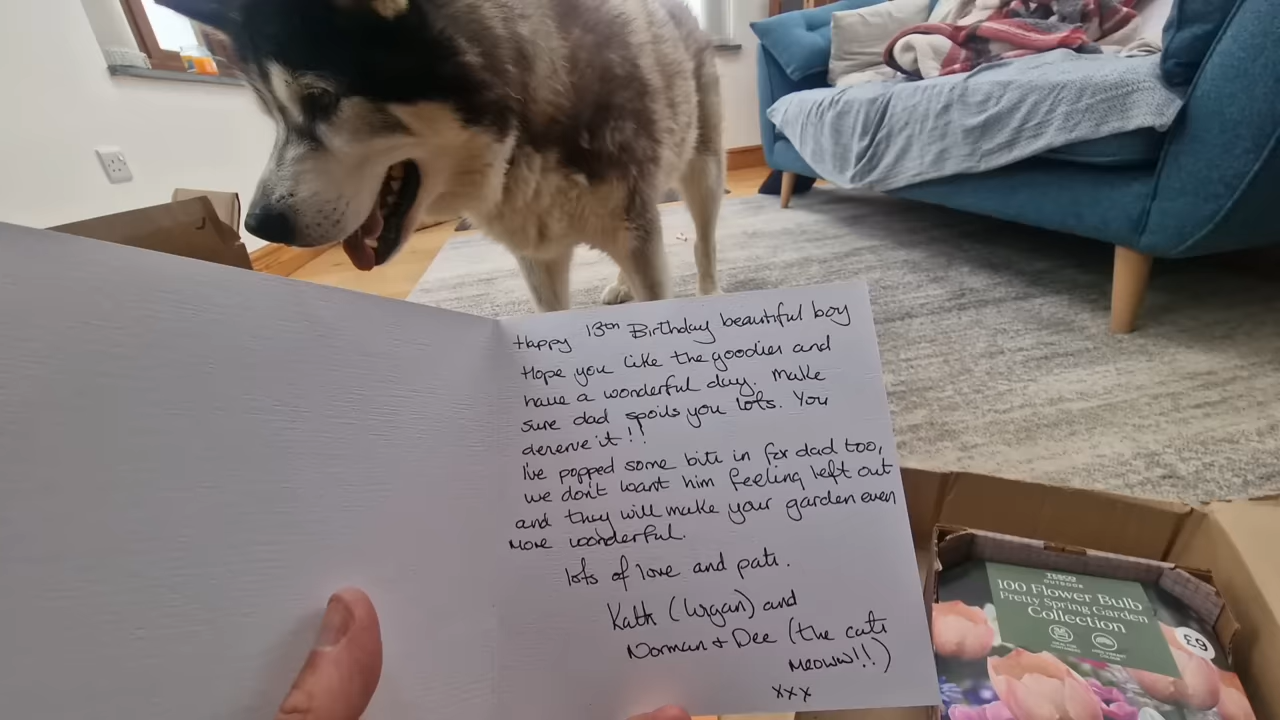 Happy 13th Birthday beautiful boy
Hope you like the goodies and
have a wonderful day. Make
sure dad spoils you lots. You
deserve it!!
I've popped some bits in for dad too,
we don't want him feeling left out
and they will make your garden even
more wonderful.
lots of love and pats.
Kath (Wigan) and
Norman + Dee (the cats
meoww!!)
xxx
TESCO
OUTDOOR
100 Flower Bulb
Pretty Spring Garden
Collection
£9